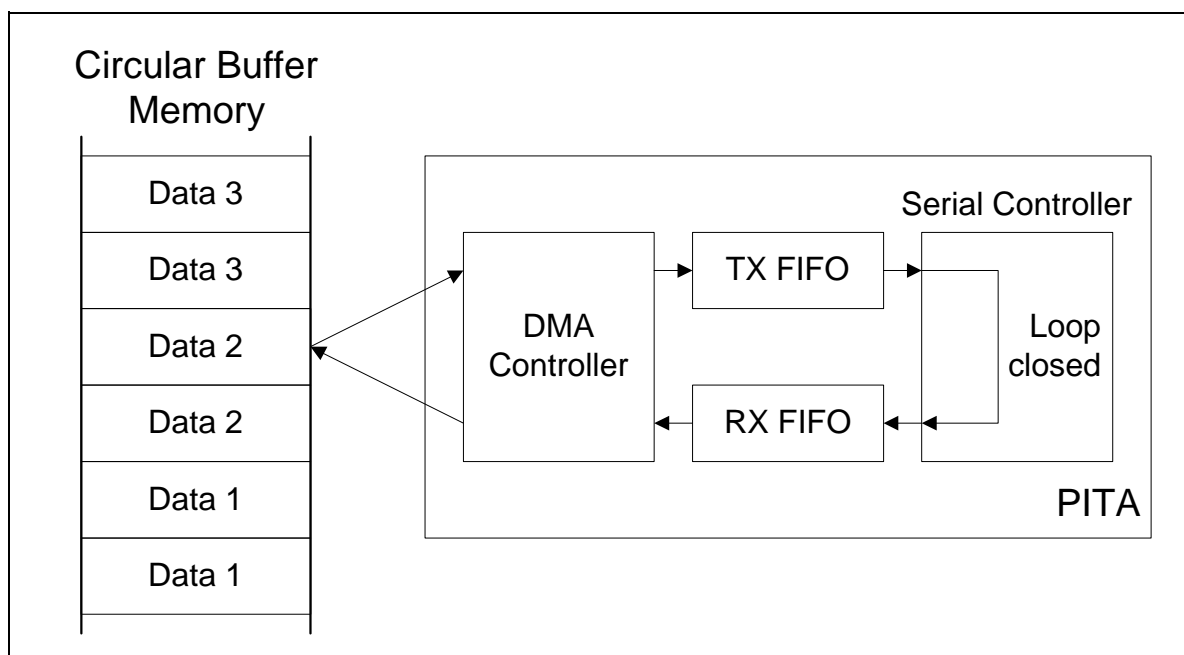 Circular Buffer
Memory
Data 3
Data 3
Data 2
Data 2
Data 1
Data 1
Serial Controller
DMA
Controller
TX FIFO
RX FIFO
Loop
closed
PITA